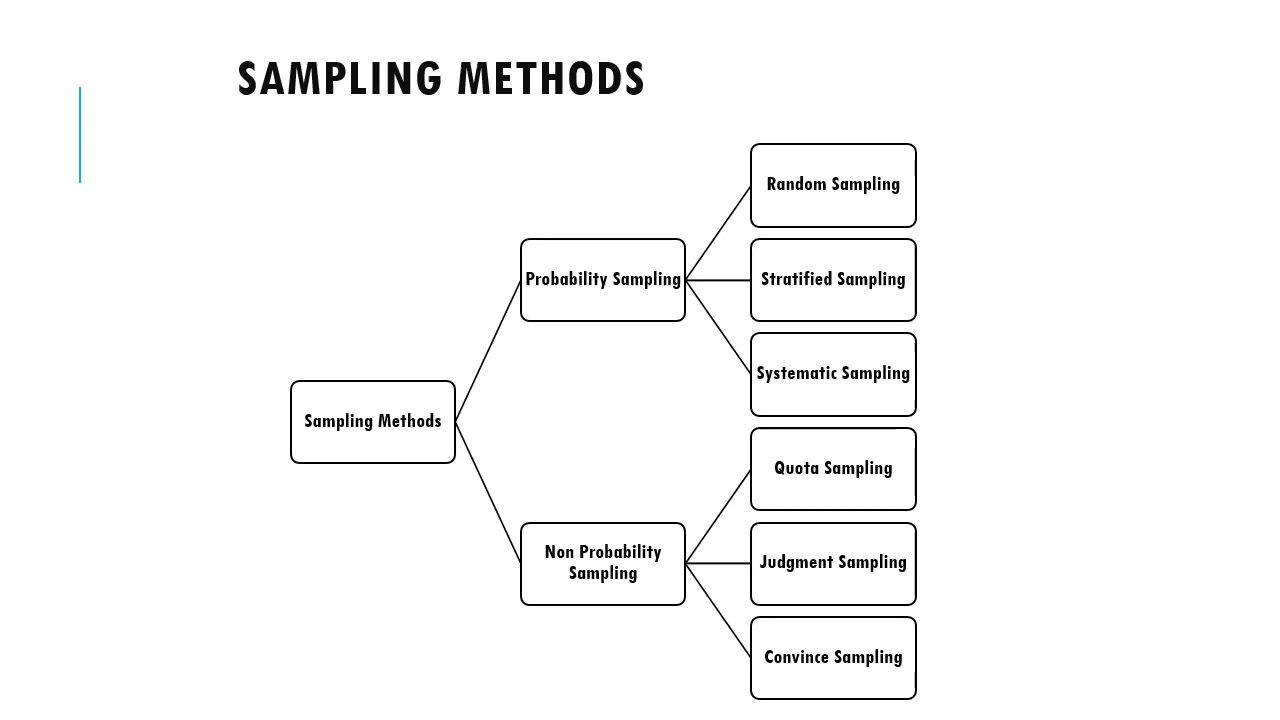 SAMPLING METHODS
Random Sampling
Probability Sampling
Stratified Sampling
Systematic Sampling
Sampling Methods
Quota Sampling
Non Probability
Sampling
Judgment Sampling
Convince Sampling